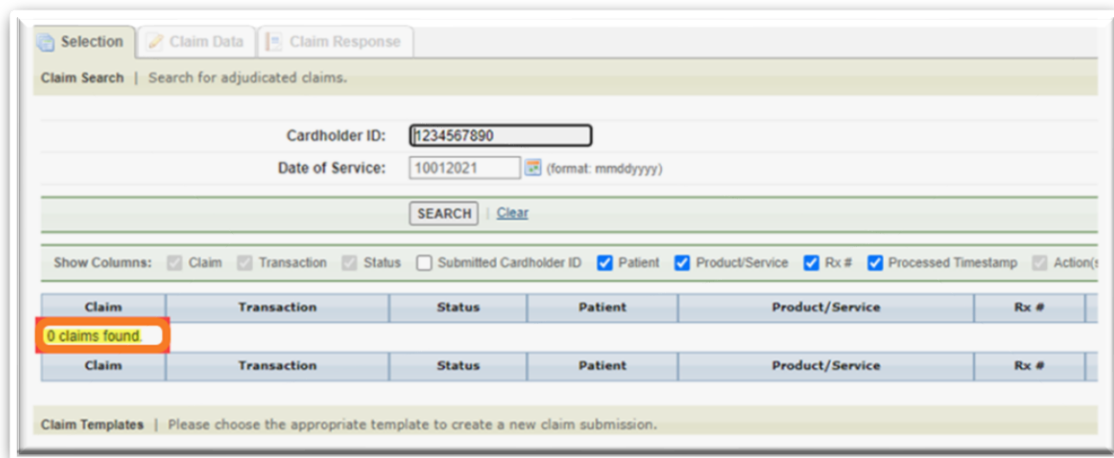 Selection Claim Data Claim Response
Claim Search | Search for adjudicated claims.
Cardholder ID: 1234567890
Date of Service: 10012021 (format: mmddyyyy)
SEARCH | Clear
Show Columns: Claim Transaction Status Submitted Cardholder ID Patient Product/Service Rx # Processed Timestamp Action(s
Claim Transaction Status Patient Product/Service Rx #
0 claims found.
Claim Transaction Status Patient Product/Service Rx #
Claim Templates | Please choose the appropriate template to create a new claim submission.